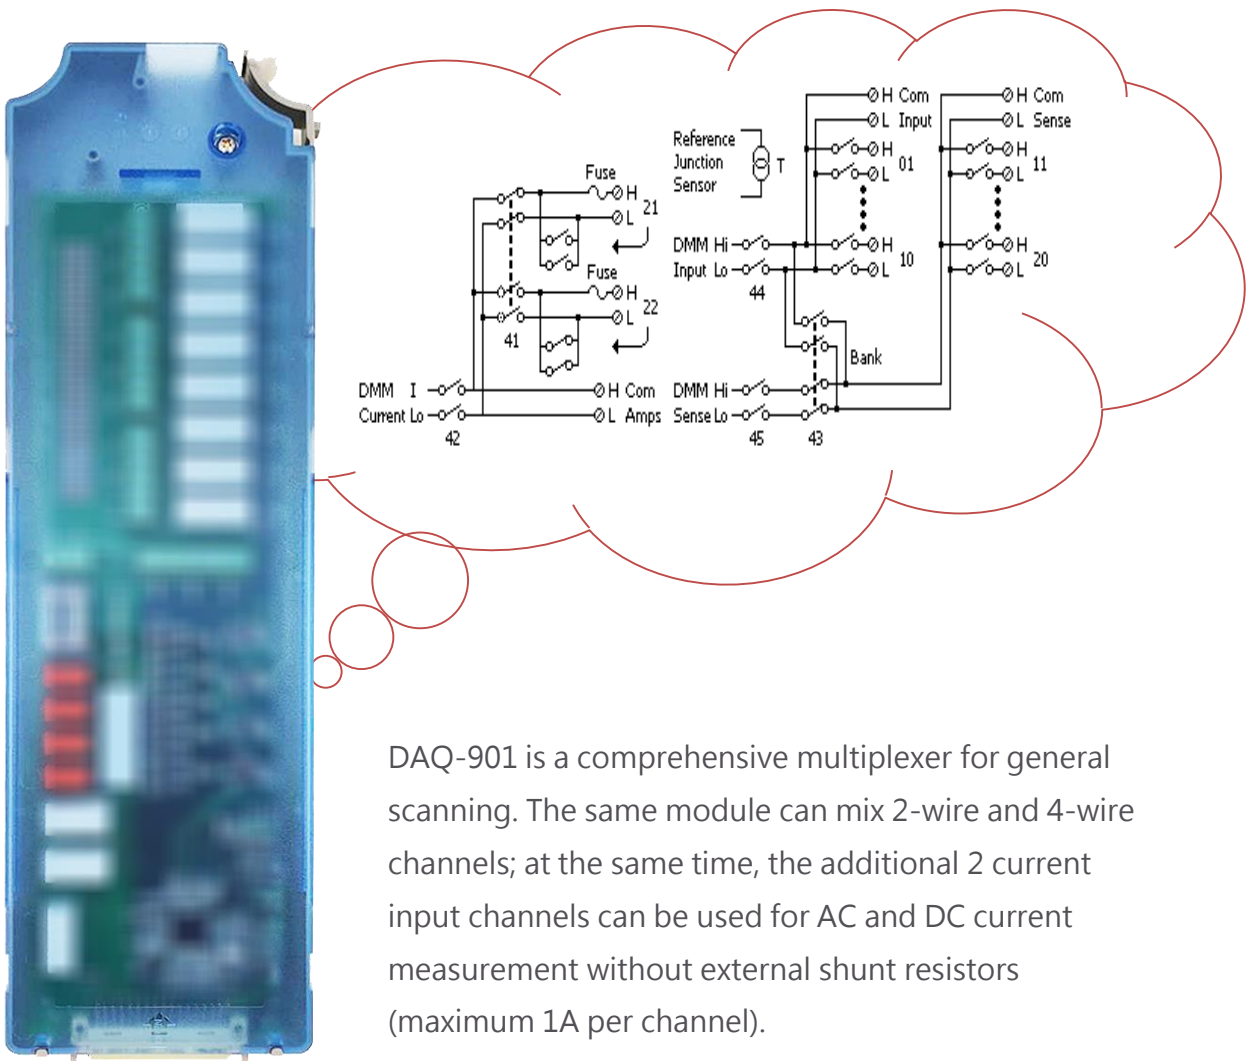 H Com
L Input
H
01
L
H
10
L
H Com
L Sense
H
11
L
H
20
L
Reference
Junction
Sensor
T
Fuse
H
21
L
Fuse
H
22
L
41
DMM Hi
Input Lo
44
Bank
DMM I
Current Lo
42
H Com
L Amps
DMM Hi
Sense Lo
45
43
DAQ-901 is a comprehensive multiplexer for general
scanning. The same module can mix 2-wire and 4-wire
channels; at the same time, the additional 2 current
input channels can be used for AC and DC current
measurement without external shunt resistors
(maximum 1A per channel).